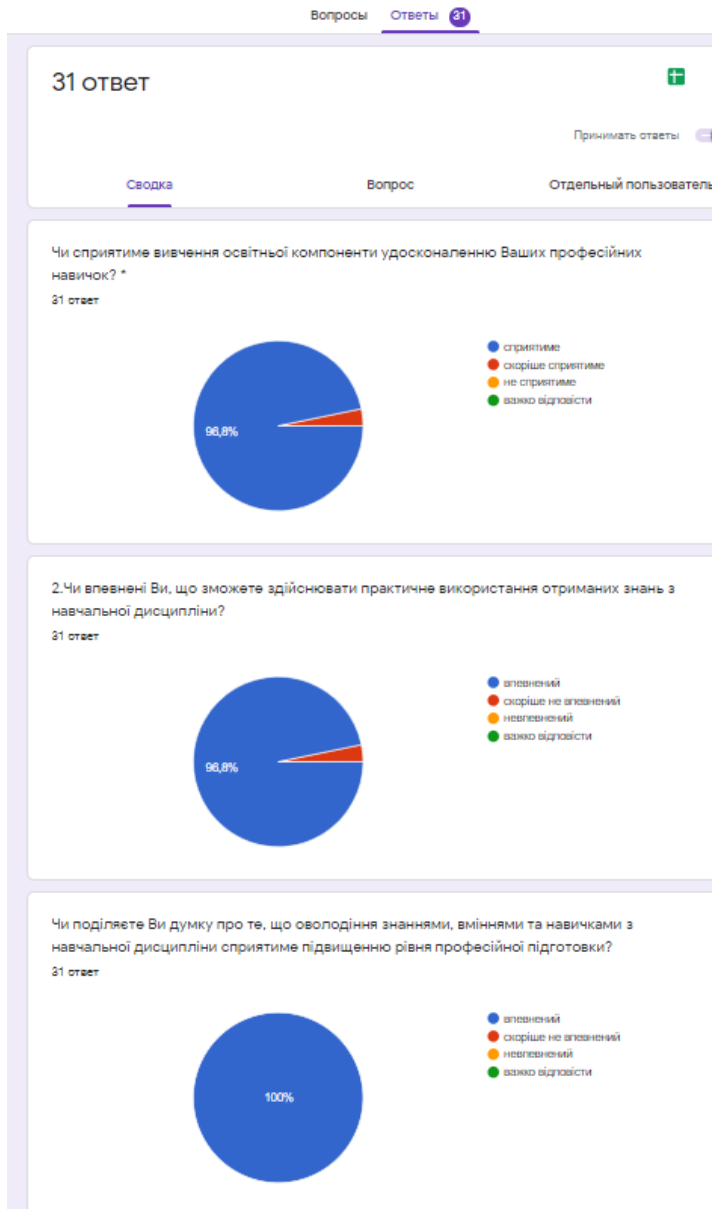 Вопросы Ответы 31
31 ответ
Принимать ответы
Сводка Вопрос Отдельный пользователь
Чи сприятиме вивчення освітньої компоненти удосконаленню Ваших професійних
навичок? *
31 ответ
96,8%
сприятиме
скоріше сприятиме
не сприятиме
важко відповісти
2.Чи впевнені Ви, що зможете здійснювати практичне використання отриманих знань з
навчальної дисципліни?
31 ответ
96,8%
впевнений
скоріше не впевнений
невпевнений
важко відповісти
Чи поділяєте Ви думку про те, що оволодіння знаннями, вміннями та навичками з
навчальної дисципліни сприятиме підвищенню рівня професійної підготовки?
31 ответ
100%
впевнений
скоріше не впевнений
невпевнений
важко відповісти